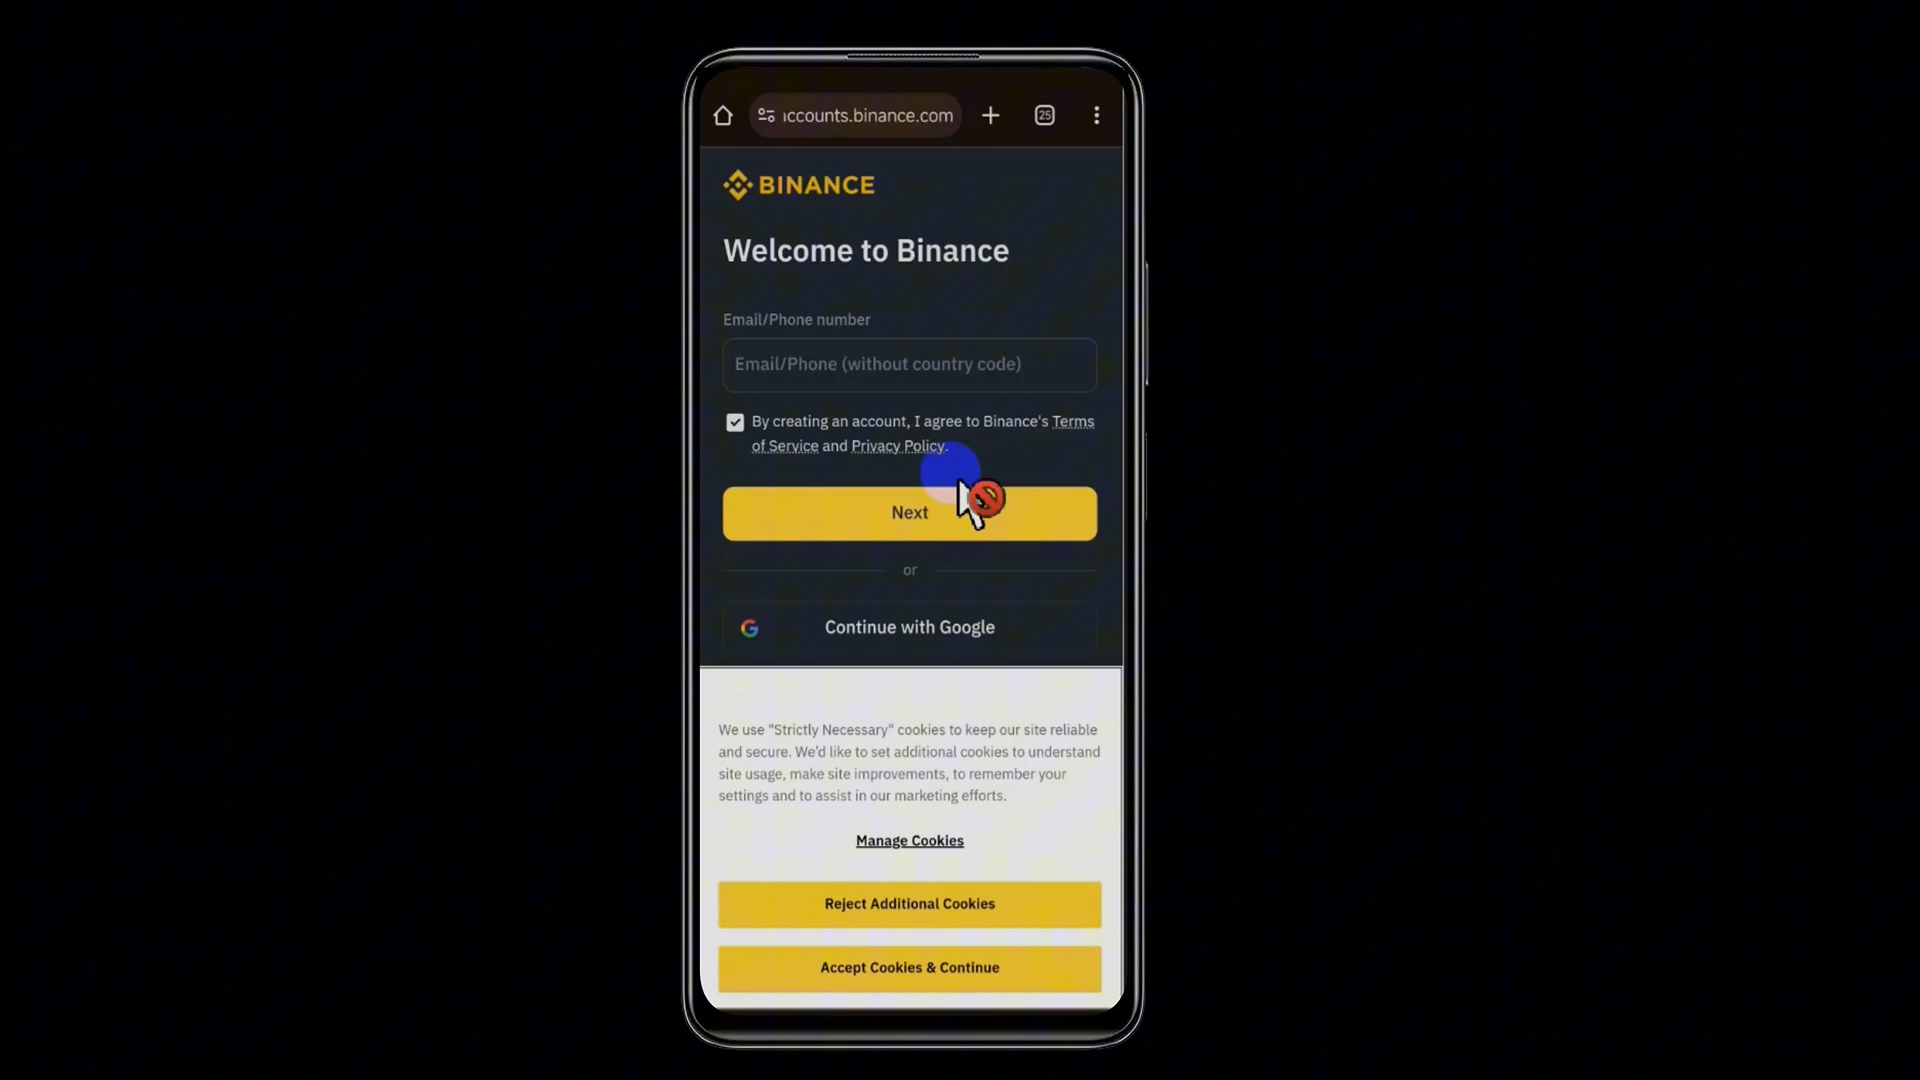 ccounts.binance.com
25
BINANCE
Welcome to Binance
Email/Phone number
Email/Phone (without country code)
By creating an account, I agree to Binance's Terms
of Service and Privacy Policy.
Next
or
Continue with Google
We use "Strictly Necessary" cookies to keep our site reliable
and secure. We'd like to set additional cookies to understand
site usage, make site improvements, to remember your
settings and to assist in our marketing efforts.
Manage Cookies
Reject Additional Cookies
Accept Cookies & Continue